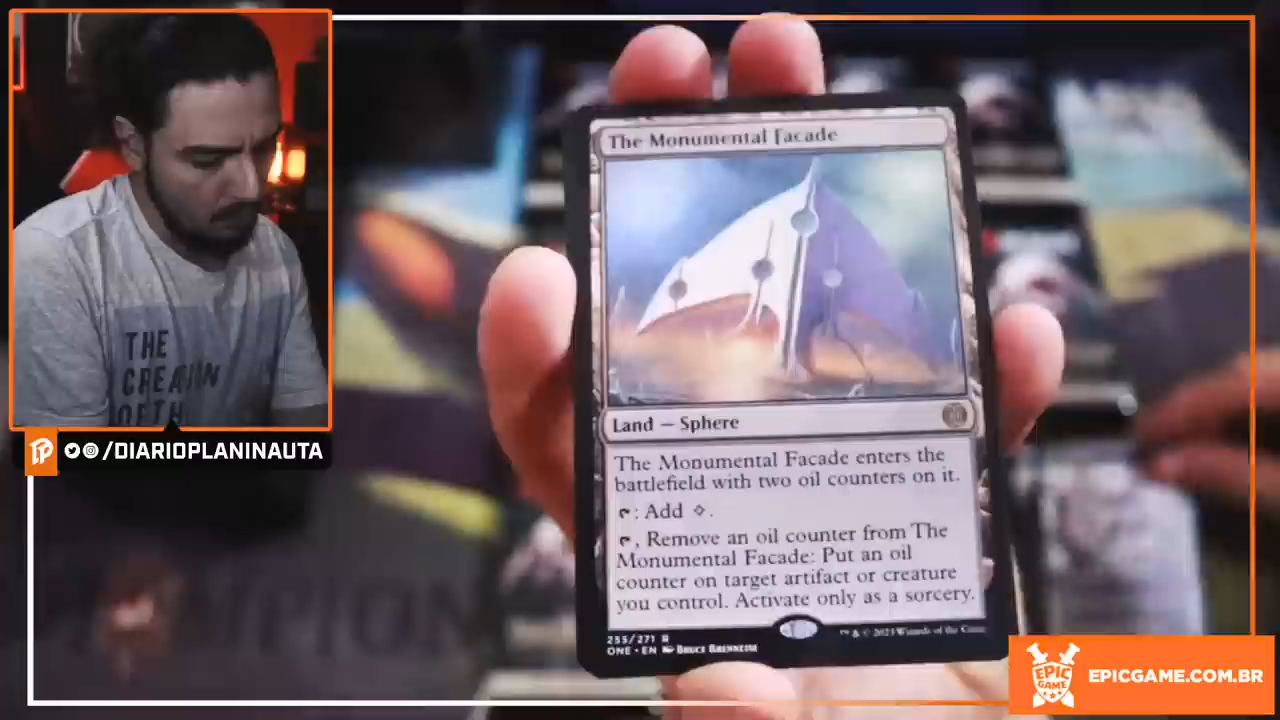 The Monumental Facade
Land — Sphere
The Monumental Facade enters the
battlefield with two oil counters on it.
: Add .
, Remove an oil counter from The
Monumental Facade: Put an oil
counter on target artifact or creature
you control. Activate only as a sorcery.
255/271 R
ONE • EN BRUCE BRENNEISE
™ & © 2023 Wizards of the Coast
THE
CREATION
OF TH
/DIARIOPLANINAUTA
EPIC
GAME
EPICGAME.COM.BR